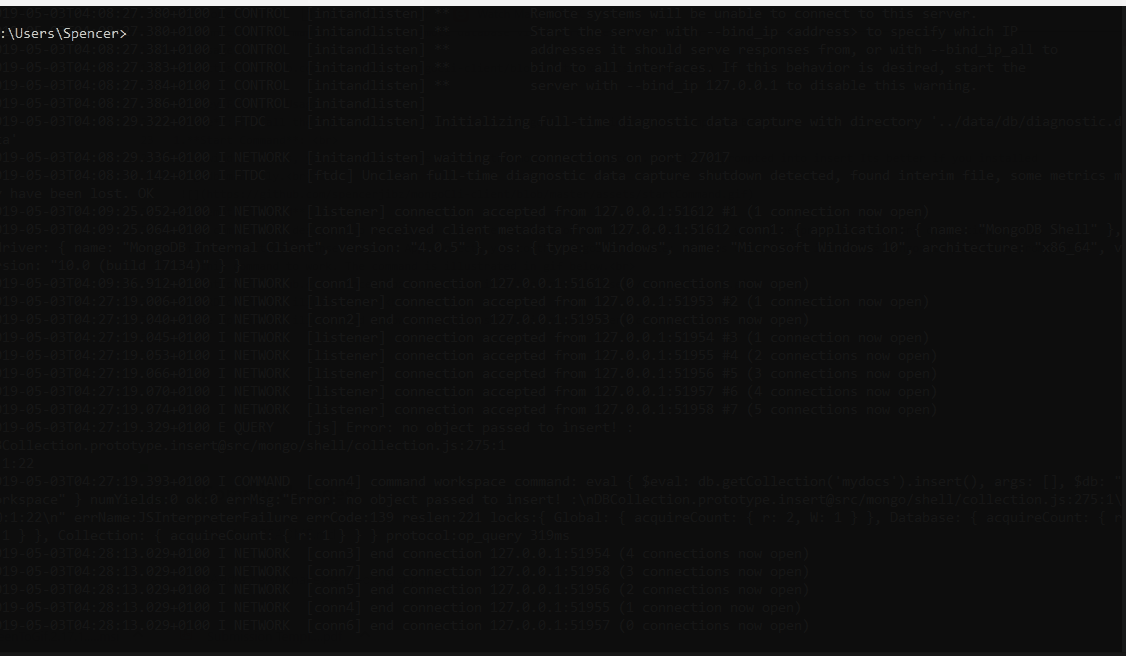 019-05-03T04:08:27.380+0100 I CONTROL  [initandlisten] **          Remote systems will be unable to connect to this server.
:\Users\Spencer>
.380+0100 I CONTROL  [initandlisten] **          Start the server with --bind_ip <address> to specify which IP
019-05-03T04:08:27.381+0100 I CONTROL  [initandlisten] **          addresses it should serve responses from, or with --bind_ip_all to
019-05-03T04:08:27.383+0100 I CONTROL  [initandlisten] **          bind to all interfaces. If this behavior is desired, start the
019-05-03T04:08:27.384+0100 I CONTROL  [initandlisten] **          server with --bind_ip 127.0.0.1 to disable this warning.
019-05-03T04:08:27.386+0100 I CONTROL  [initandlisten]
019-05-03T04:08:29.322+0100 I FTDC     [initandlisten] Initializing full-time diagnostic data capture with directory '../data/db/diagnostic.d
ta'
019-05-03T04:08:29.336+0100 I NETWORK  [initandlisten] waiting for connections on port 27017
019-05-03T04:08:30.142+0100 I FTDC     [ftdc] Unclean full-time diagnostic data capture shutdown detected, found interim file, some metrics m
have been lost. OK
019-05-03T04:09:25.052+0100 I NETWORK  [listener] connection accepted from 127.0.0.1:51612 #1 (1 connection now open)
019-05-03T04:09:25.064+0100 I NETWORK  [conn1] received client metadata from 127.0.0.1:51612 conn1: { application: { name: "MongoDB Shell" },
driver: { name: "MongoDB Internal Client", version: "4.0.5" }, os: { type: "Windows", name: "Microsoft Windows 10", architecture: "x86_64", v
rsion: "10.0 (build 17134)" } }
019-05-03T04:09:36.912+0100 I NETWORK  [conn1] end connection 127.0.0.1:51612 (0 connections now open)
019-05-03T04:27:19.006+0100 I NETWORK  [listener] connection accepted from 127.0.0.1:51953 #2 (1 connection now open)
019-05-03T04:27:19.040+0100 I NETWORK  [conn2] end connection 127.0.0.1:51953 (0 connections now open)
019-05-03T04:27:19.045+0100 I NETWORK  [listener] connection accepted from 127.0.0.1:51954 #3 (1 connection now open)
019-05-03T04:27:19.053+0100 I NETWORK  [listener] connection accepted from 127.0.0.1:51955 #4 (2 connections now open)
019-05-03T04:27:19.066+0100 I NETWORK  [listener] connection accepted from 127.0.0.1:51956 #5 (3 connections now open)
019-05-03T04:27:19.070+0100 I NETWORK  [listener] connection accepted from 127.0.0.1:51957 #6 (4 connections now open)
019-05-03T04:27:19.074+0100 I NETWORK  [listener] connection accepted from 127.0.0.1:51958 #7 (5 connections now open)
019-05-03T04:27:19.329+0100 E QUERY    [js] Error: no object passed to insert! :
BCollection.prototype.insert@src/mongo/shell/collection.js:275:1
:1:22
019-05-03T04:27:19.393+0100 I COMMAND  [conn4] command workspace command: eval { $eval: db.getCollection('mydocs').insert(), args: [], $db: "
orkspace" } numYields:0 ok:0 errMsg:"Error: no object passed to insert! :\nDBCollection.prototype.insert@src/mongo/shell/collection.js:275:1\
:1:22\n" errName:JSInterpreterFailure errCode:139 reslen:221 locks:{ Global: { acquireCount: { r: 2, W: 1 } }, Database: { acquireCount: { r
1 } }, Collection: { acquireCount: { r: 1 } } } protocol:op_query 319ms
019-05-03T04:28:13.029+0100 I NETWORK  [conn3] end connection 127.0.0.1:51954 (4 connections now open)
019-05-03T04:28:13.029+0100 I NETWORK  [conn7] end connection 127.0.0.1:51958 (3 connections now open)
019-05-03T04:28:13.029+0100 I NETWORK  [conn5] end connection 127.0.0.1:51956 (2 connections now open)
019-05-03T04:28:13.029+0100 I NETWORK  [conn4] end connection 127.0.0.1:51955 (1 connection now open)
019-05-03T04:28:13.029+0100 I NETWORK  [conn6] end connection 127.0.0.1:51957 (0 connections now open)